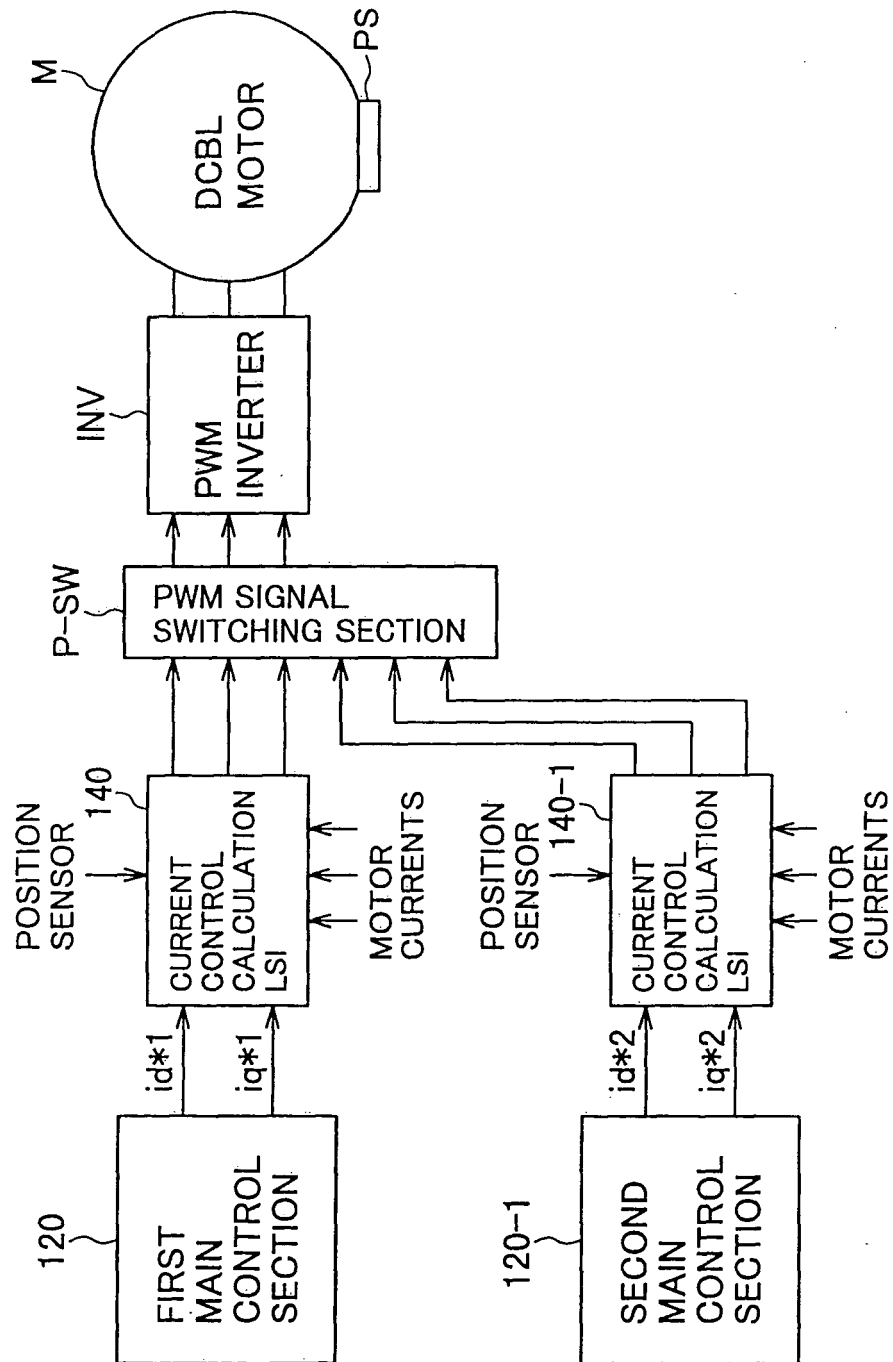 120
FIRST
MAIN
CONTROL
SECTION
id*1
iq*1
POSITION
SENSOR
140
CURRENT
CONTROL
CALCULATION
LSI
MOTOR
CURRENTS
P-SW
PWM SIGNAL
SWITCHING SECTION
INV
PWM
INVERTER
M
DCBL
MOTOR
PS
120-1
SECOND
MAIN
CONTROL
SECTION
id*2
iq*2
POSITION
SENSOR
140-1
CURRENT
CONTROL
CALCULATION
LSI
MOTOR
CURRENTS